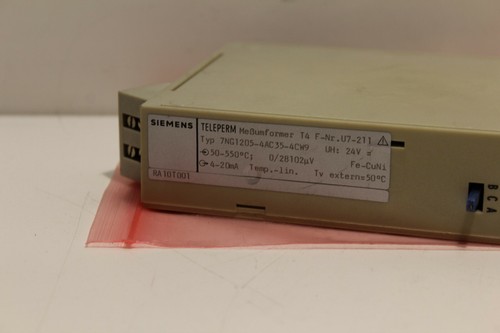 SIEMENS
TELEPERM Meßumformer T4 F-Nr.U7-211
Typ 7NG1205-4AC35-4CW9 UH: 24V =
50-550°C; 0/28102µV Fe-CuNi
4-20mA Temp.-lin. Tv extern=50°C
RA10T001
B C A